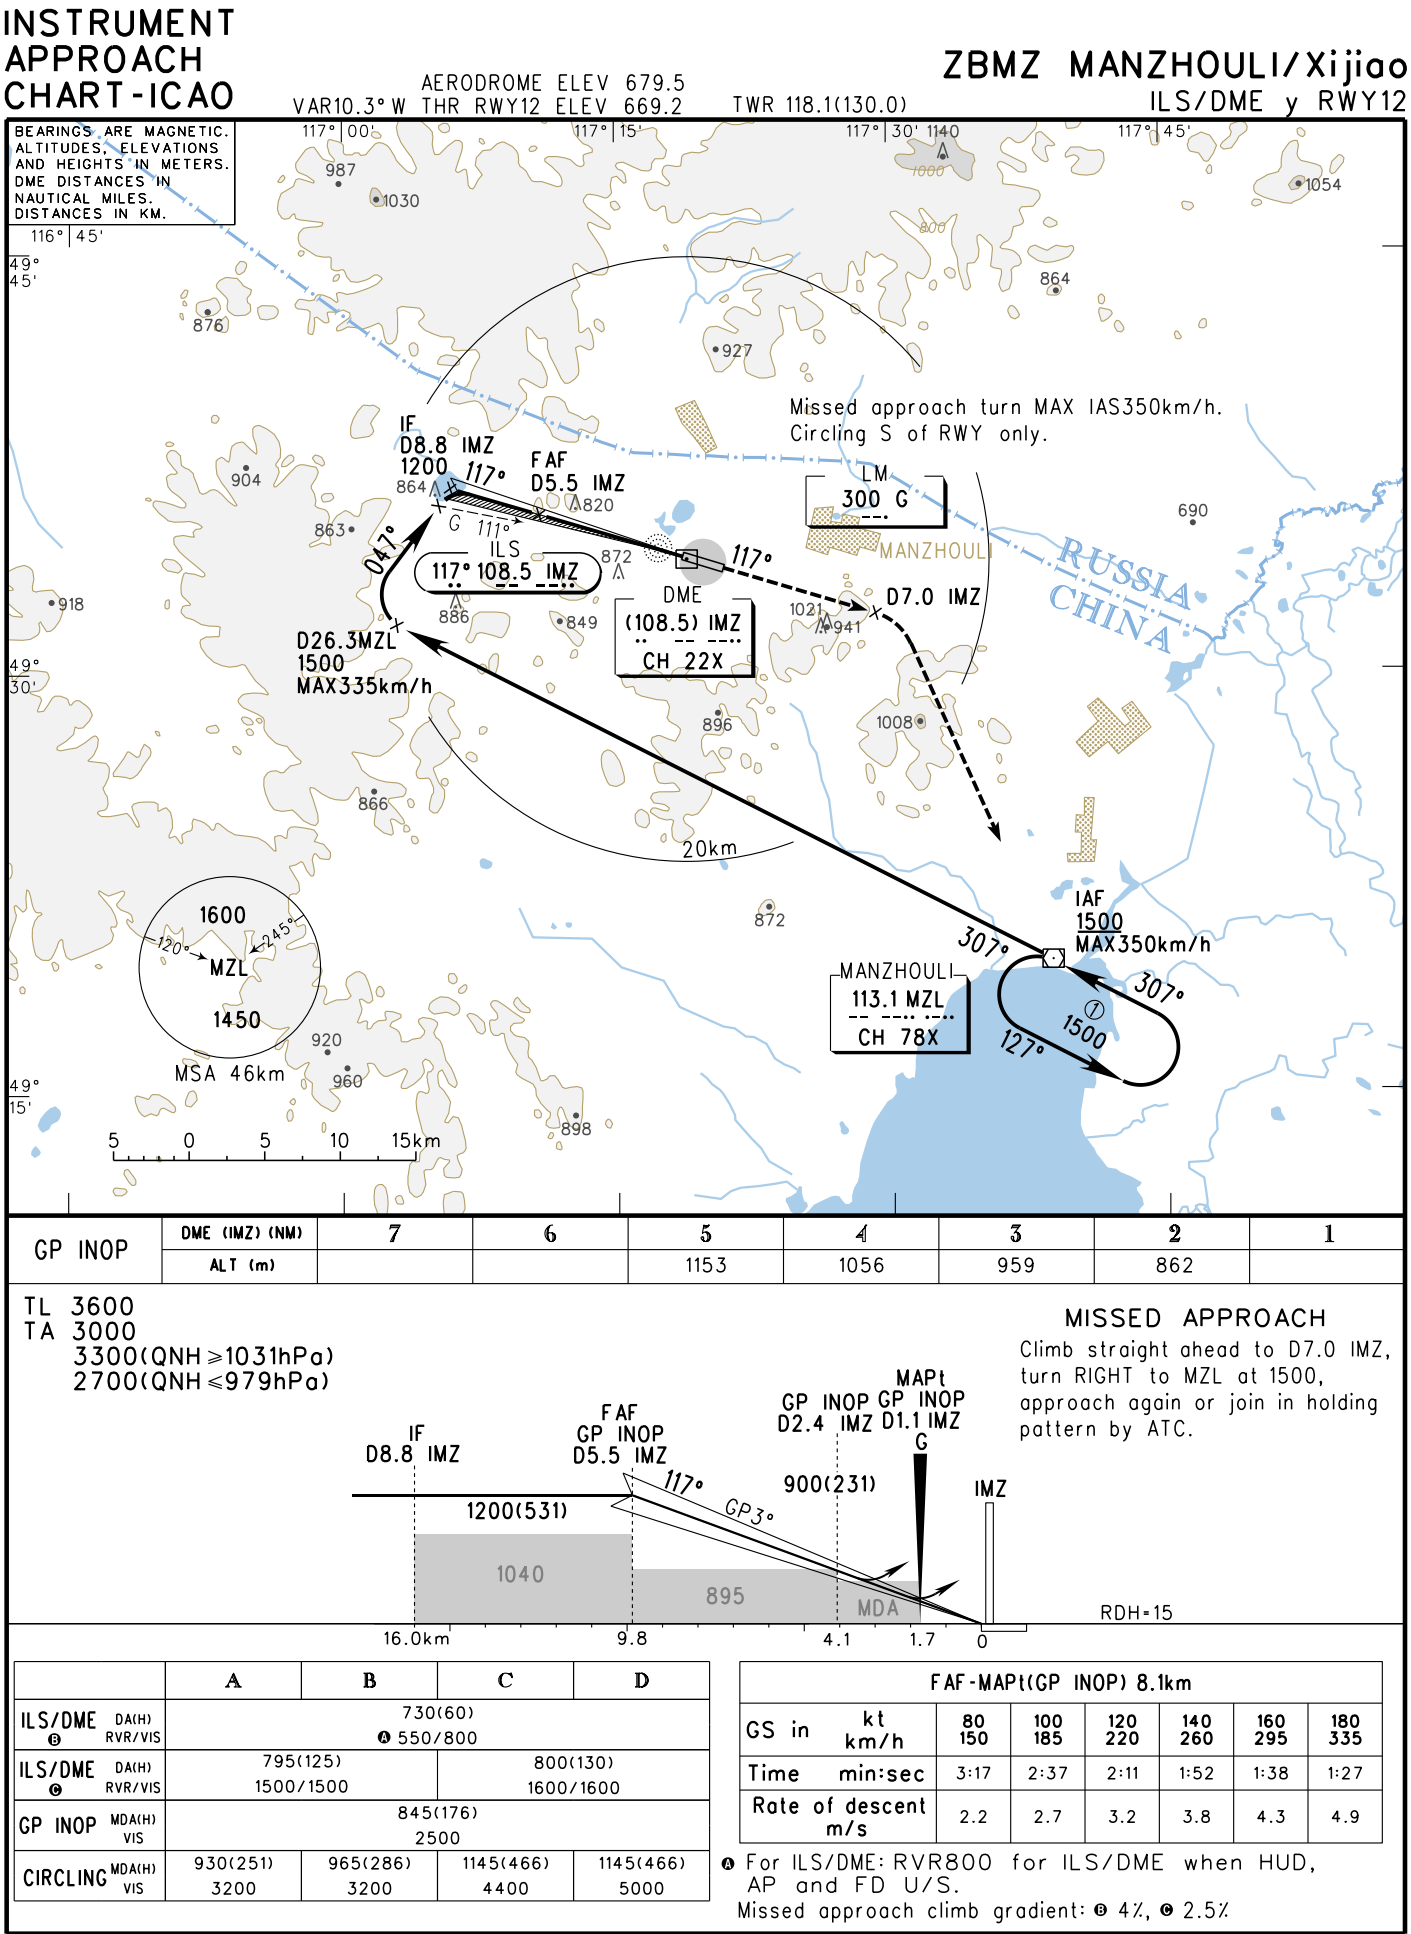 INSTRUMENT
APPROACH
CHART-ICAO
VAR10.3° W
AERODROME ELEV 679.5
THR RWY12 ELEV 669.2
TWR 118.1(130.0)
ZBMZ MANZHOULI/Xijiao
ILS/DME y RWY12
BEARINGS ARE MAGNETIC.
ALTITUDES, ELEVATIONS
AND HEIGHTS IN METERS.
DME DISTANCES IN
NAUTICAL MILES.
DISTANCES IN KM.
117° 00'
117° 15'
117° 30'
117° 45'
116° 45'
49°
45'
987
1030
1140
1000
800
1054
864
876
927
Missed approach turn MAX IAS350km/h.
Circling S of RWY only.
IF
D8.8 IMZ
1200
864
117°
FAF
D5.5 IMZ
820
904
863
G 111°
047°
ILS
117° 108.5 IMZ
872
886
849
918
LM
300 G
MANZHOULI
690
RUSSIA
CHINA
117°
D7.0 IMZ
DME
(108.5) IMZ
CH 22X
1021
941
D26.3MZL
1500
MAX335km/h
49°
30'
896
1008
866
20km
872
IAF
1500
MAX350km/h
307°
307°
1
1500
127°
MANZHOULI
113.1 MZL
CH 78X
1600
120°
245°
MZL
1450
MSA 46km
920
960
898
49°
15'
5 0 5 10 15km
GP INOP
DME (IMZ) (NM) 7 6 5 4 3 2 1
ALT (m) 1153 1056 959 862
TL 3600
TA 3000
3300(QNH ≥1031hPa)
2700(QNH ≤979hPa)
MISSED APPROACH
Climb straight ahead to D7.0 IMZ,
turn RIGHT to MZL at 1500,
approach again or join in holding
pattern by ATC.
IF
D8.8 IMZ
FAF
GP INOP
D5.5 IMZ
GP INOP
D2.4 IMZ
MAPt
GP INOP
D1.1 IMZ
G
IMZ
1200(531)
117°
GP3°
900(231)
1040
895
MDA
RDH=15
16.0km 9.8 4.1 1.7 0
A B C D
ILS/DME B DA(H) RVR/VIS
730(60)
A 550/800
ILS/DME C DA(H) RVR/VIS
795(125) 800(130)
1500/1500 1600/1600
GP INOP MDA(H) VIS
845(176)
2500
CIRCLING MDA(H) VIS
930(251) 965(286) 1145(466) 1145(466)
3200 3200 4400 5000
FAF-MAPt(GP INOP) 8.1km
GS in kt 80 100 120 140 160 180
km/h 150 185 220 260 295 335
Time min:sec 3:17 2:37 2:11 1:52 1:38 1:27
Rate of descent m/s 2.2 2.7 3.2 3.8 4.3 4.9
A For ILS/DME: RVR800 for ILS/DME when HUD,
AP and FD U/S.
Missed approach climb gradient: B 4%, C 2.5%